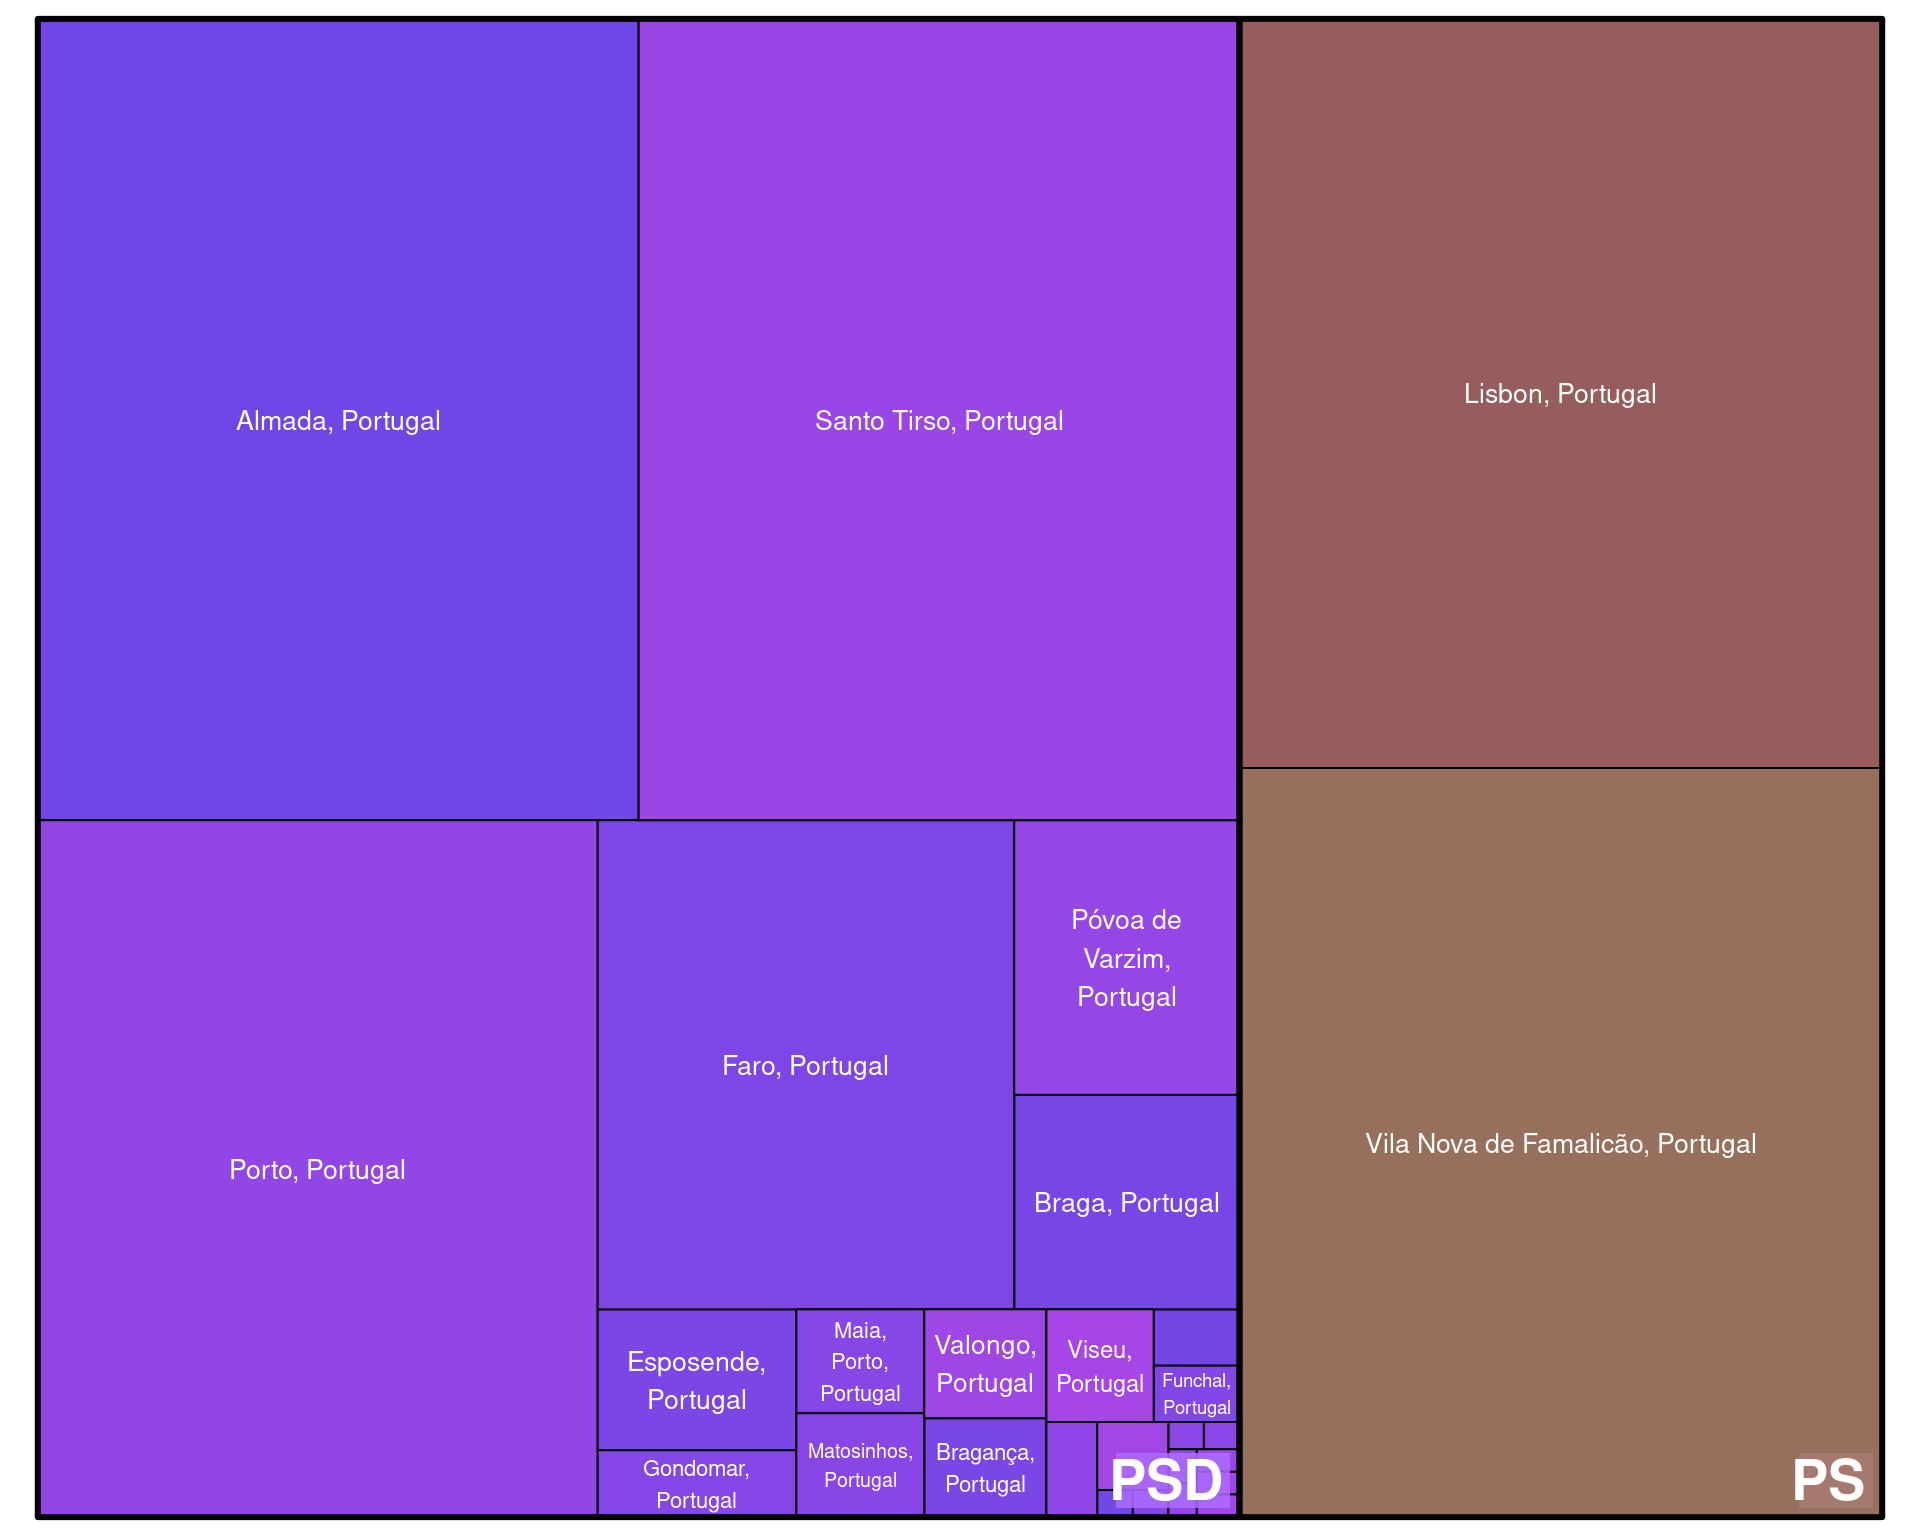 Almada, Portugal
Santo Tirso, Portugal
Lisbon, Portugal
Porto, Portugal
Faro, Portugal
Póvoa de
Varzim,
Portugal
Braga, Portugal
Vila Nova de Famalicão, Portugal
Esposende,
Portugal
Gondomar,
Portugal
Maia,
Porto,
Portugal
Matosinhos,
Portugal
Valongo,
Portugal
Bragança,
Portugal
Viseu,
Portugal
Funchal,
Portugal
PSD
PS